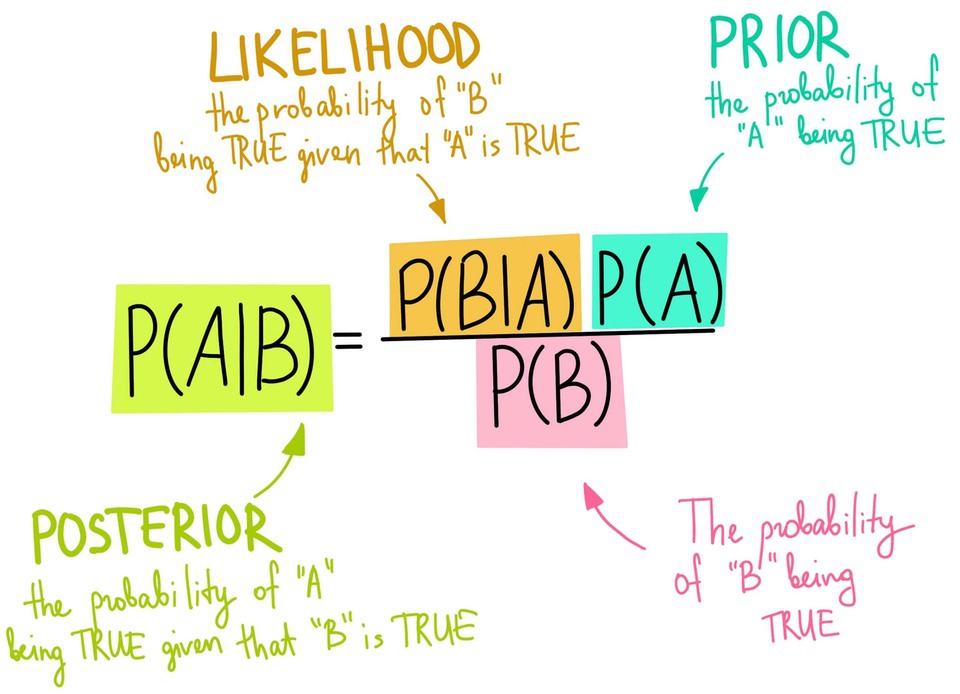 LIKELIHOOD
the probability of "B"
being TRUE given that "A" is TRUE
PRIOR
the probability of
"A" being TRUE
P(A|B) = P(B|A) P(A)
P(B)
POSTERIOR
the probability of "A"
being TRUE given that "B" is TRUE
The probability
of "B" being
TRUE